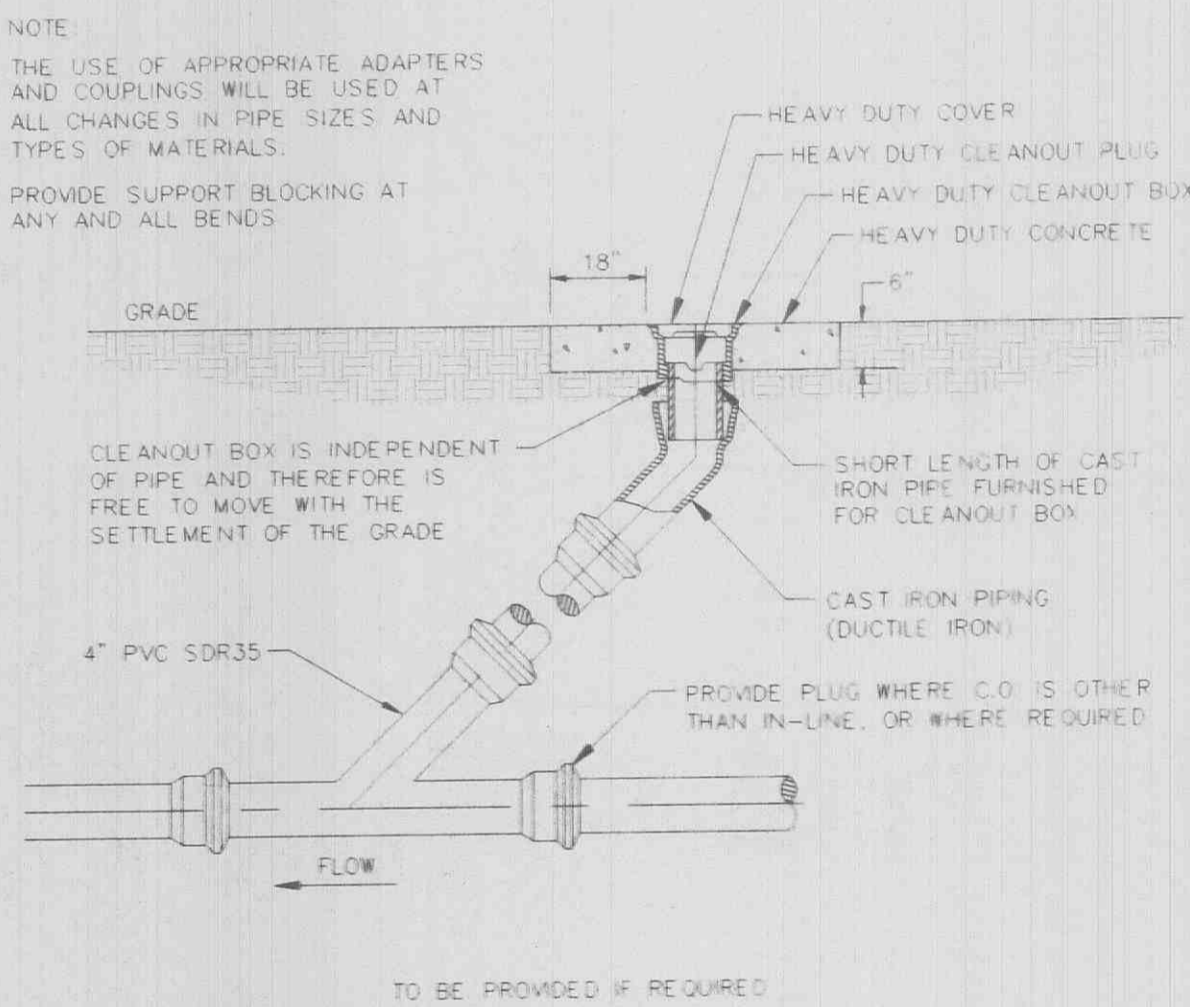 NOTE:
THE USE OF APPROPRIATE ADAPTERS
AND COUPLINGS WILL BE USED AT
ALL CHANGES IN PIPE SIZES AND
TYPES OF MATERIALS.
PROVIDE SUPPORT BLOCKING AT
ANY AND ALL BENDS
HEAVY DUTY COVER
HEAVY DUTY CLEANOUT PLUG
HEAVY DUTY CLEANOUT BOX
HEAVY DUTY CONCRETE
18"
6"
GRADE
CLEANOUT BOX IS INDEPENDENT
OF PIPE AND THEREFORE IS
FREE TO MOVE WITH THE
SETTLEMENT OF THE GRADE
SHORT LENGTH OF CAST
IRON PIPE FURNISHED
FOR CLEANOUT BOX
CAST IRON PIPING
(DUCTILE IRON)
4" PVC SDR35
PROVIDE PLUG WHERE C.O IS OTHER
THAN IN-LINE, OR WHERE REQUIRED
FLOW
TO BE PROVIDED IF REQUIRED